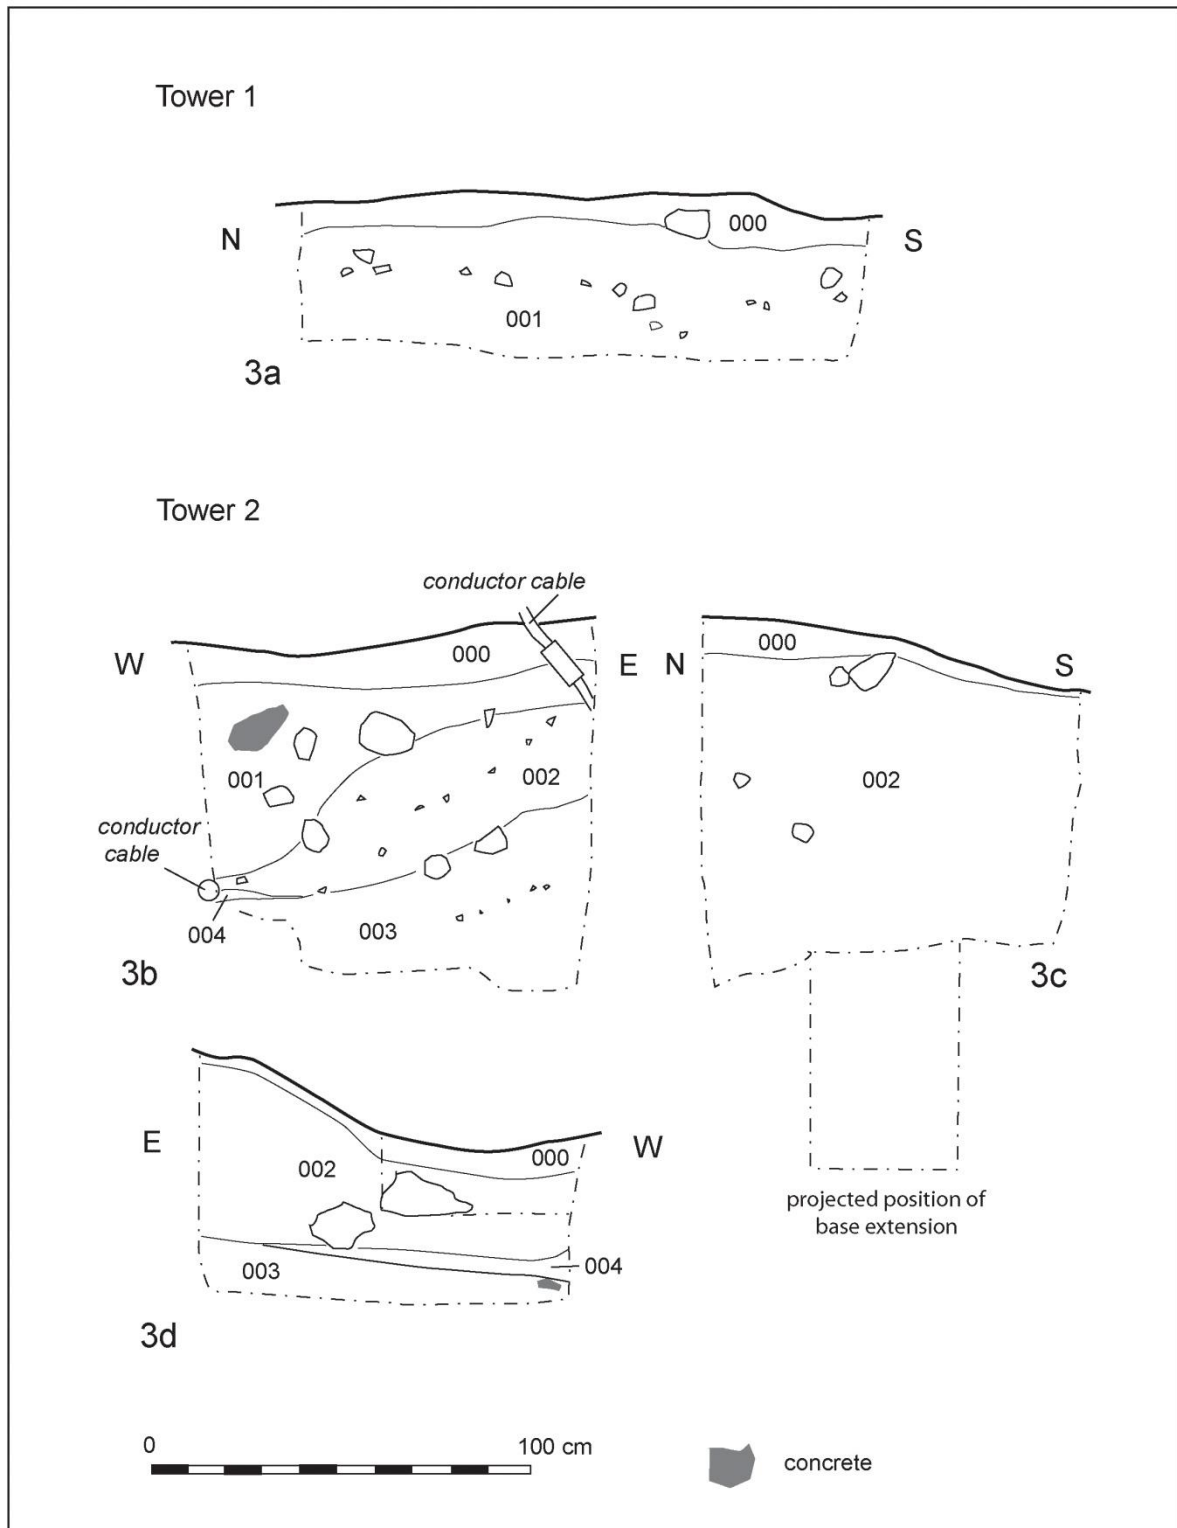 Tower 1
N
000
S
001
3a
Tower 2
conductor cable
W
000
E
001
002
conductor
cable
004
003
3b
N
000
S
002
3c
projected position of
base extension
E
002
000
W
003
004
3d
0
100 cm
concrete